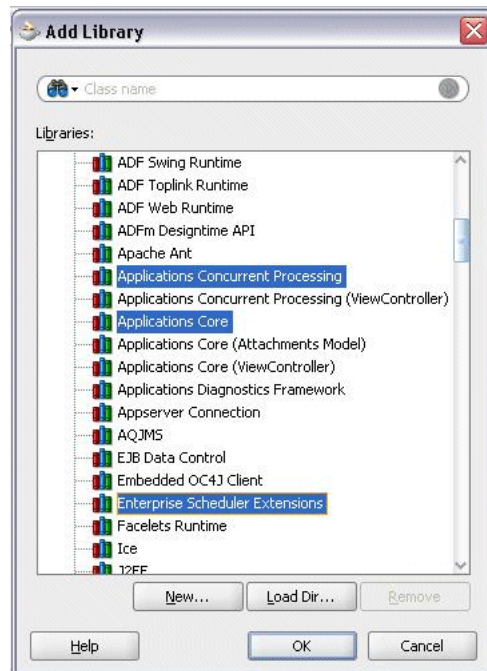 Add Library
Class name
Libraries:
ADF Swing Runtime
ADF Toplink Runtime
ADF Web Runtime
ADFm Designtime API
Apache Ant
Applications Concurrent Processing
Applications Concurrent Processing (ViewController)
Applications Core
Applications Core (Attachments Model)
Applications Core (ViewController)
Applications Diagnostics Framework
Appserver Connection
AQJMS
EJB Data Control
Embedded OC4J Client
Enterprise Scheduler Extensions
Facelets Runtime
Ice
J2EE
New... Load Dir... Remove
Help OK Cancel